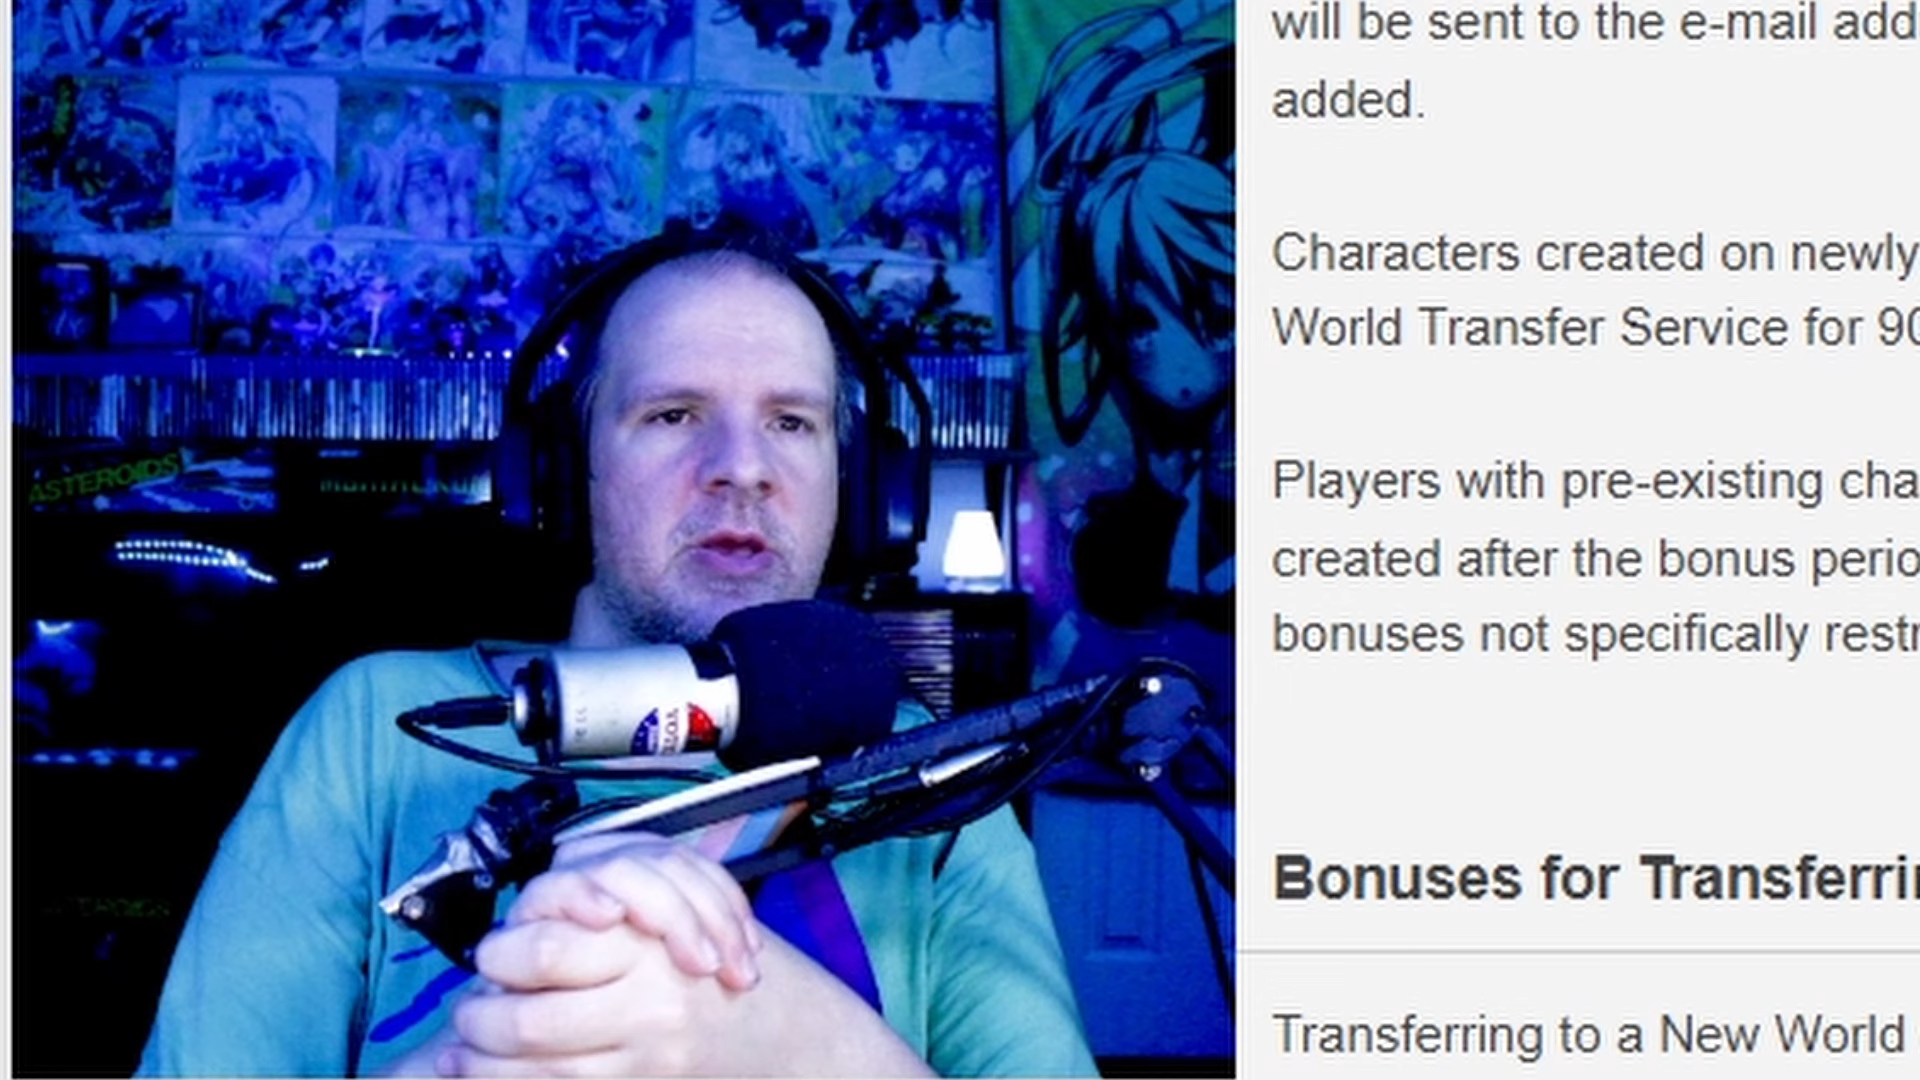 will be sent to the e-mail add
added.
Characters created on newly
World Transfer Service for 90
Players with pre-existing cha
created after the bonus perio
bonuses not specifically restr
Bonuses for Transferri
Transferring to a New World
ASTEROIDS
VOTE